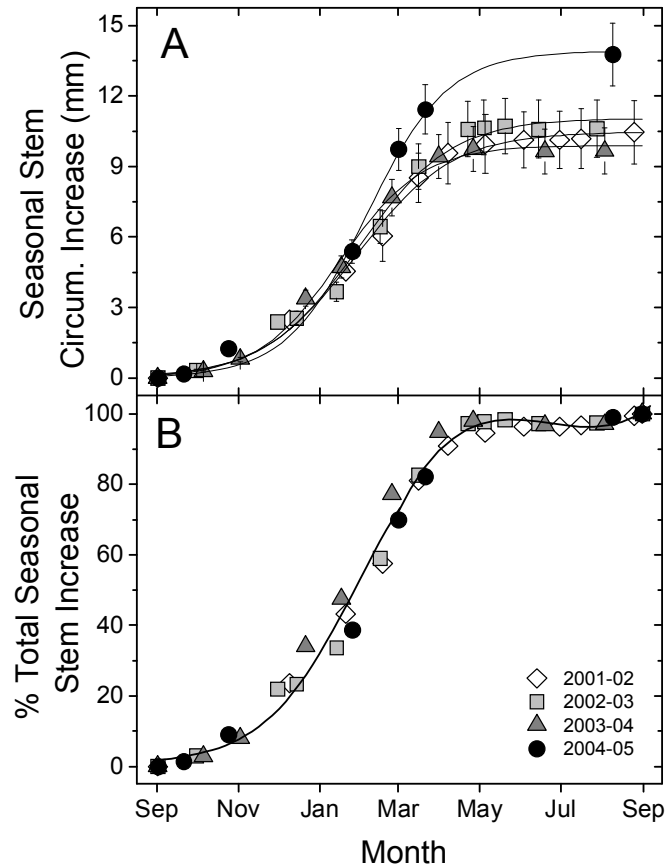 A
Seasonal Stem
Circum. Increase (mm)
15
12
9
6
3
0
B
% Total Seasonal
Stem Increase
100
80
60
40
20
0
2001-02
2002-03
2003-04
2004-05
Sep Nov Jan Mar May Jul Sep
Month